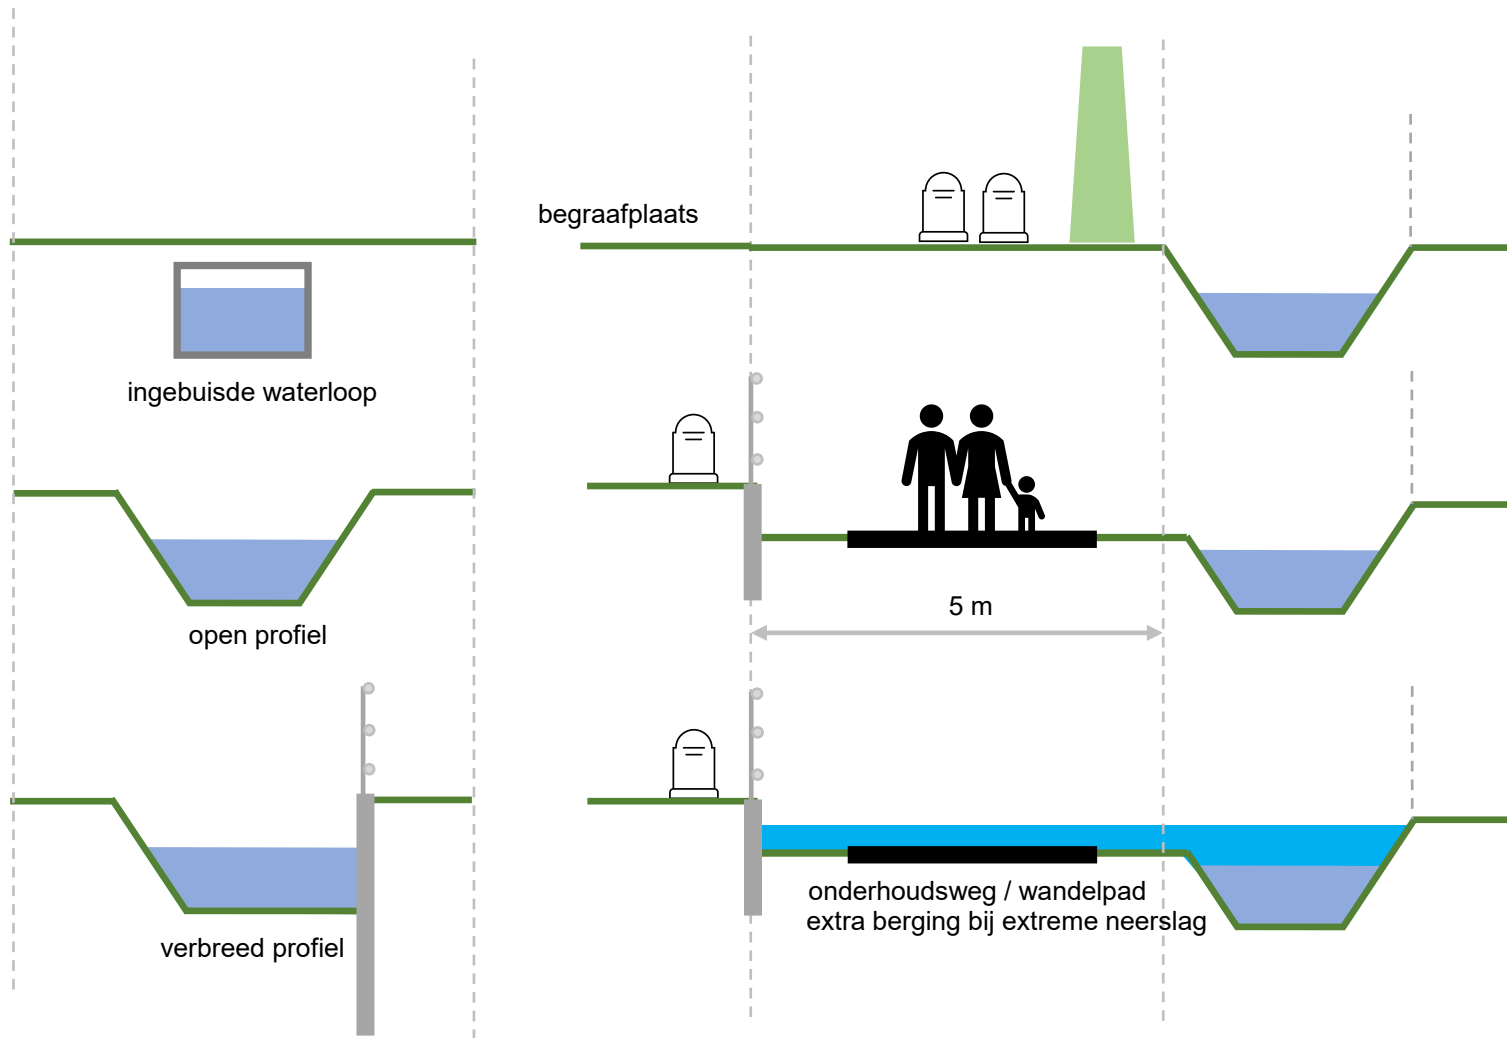 begraafplaats
ingebuisde waterloop
open profiel
5 m
onderhoudsweg / wandelpad
extra berging bij extreme neerslag
verbreed profiel